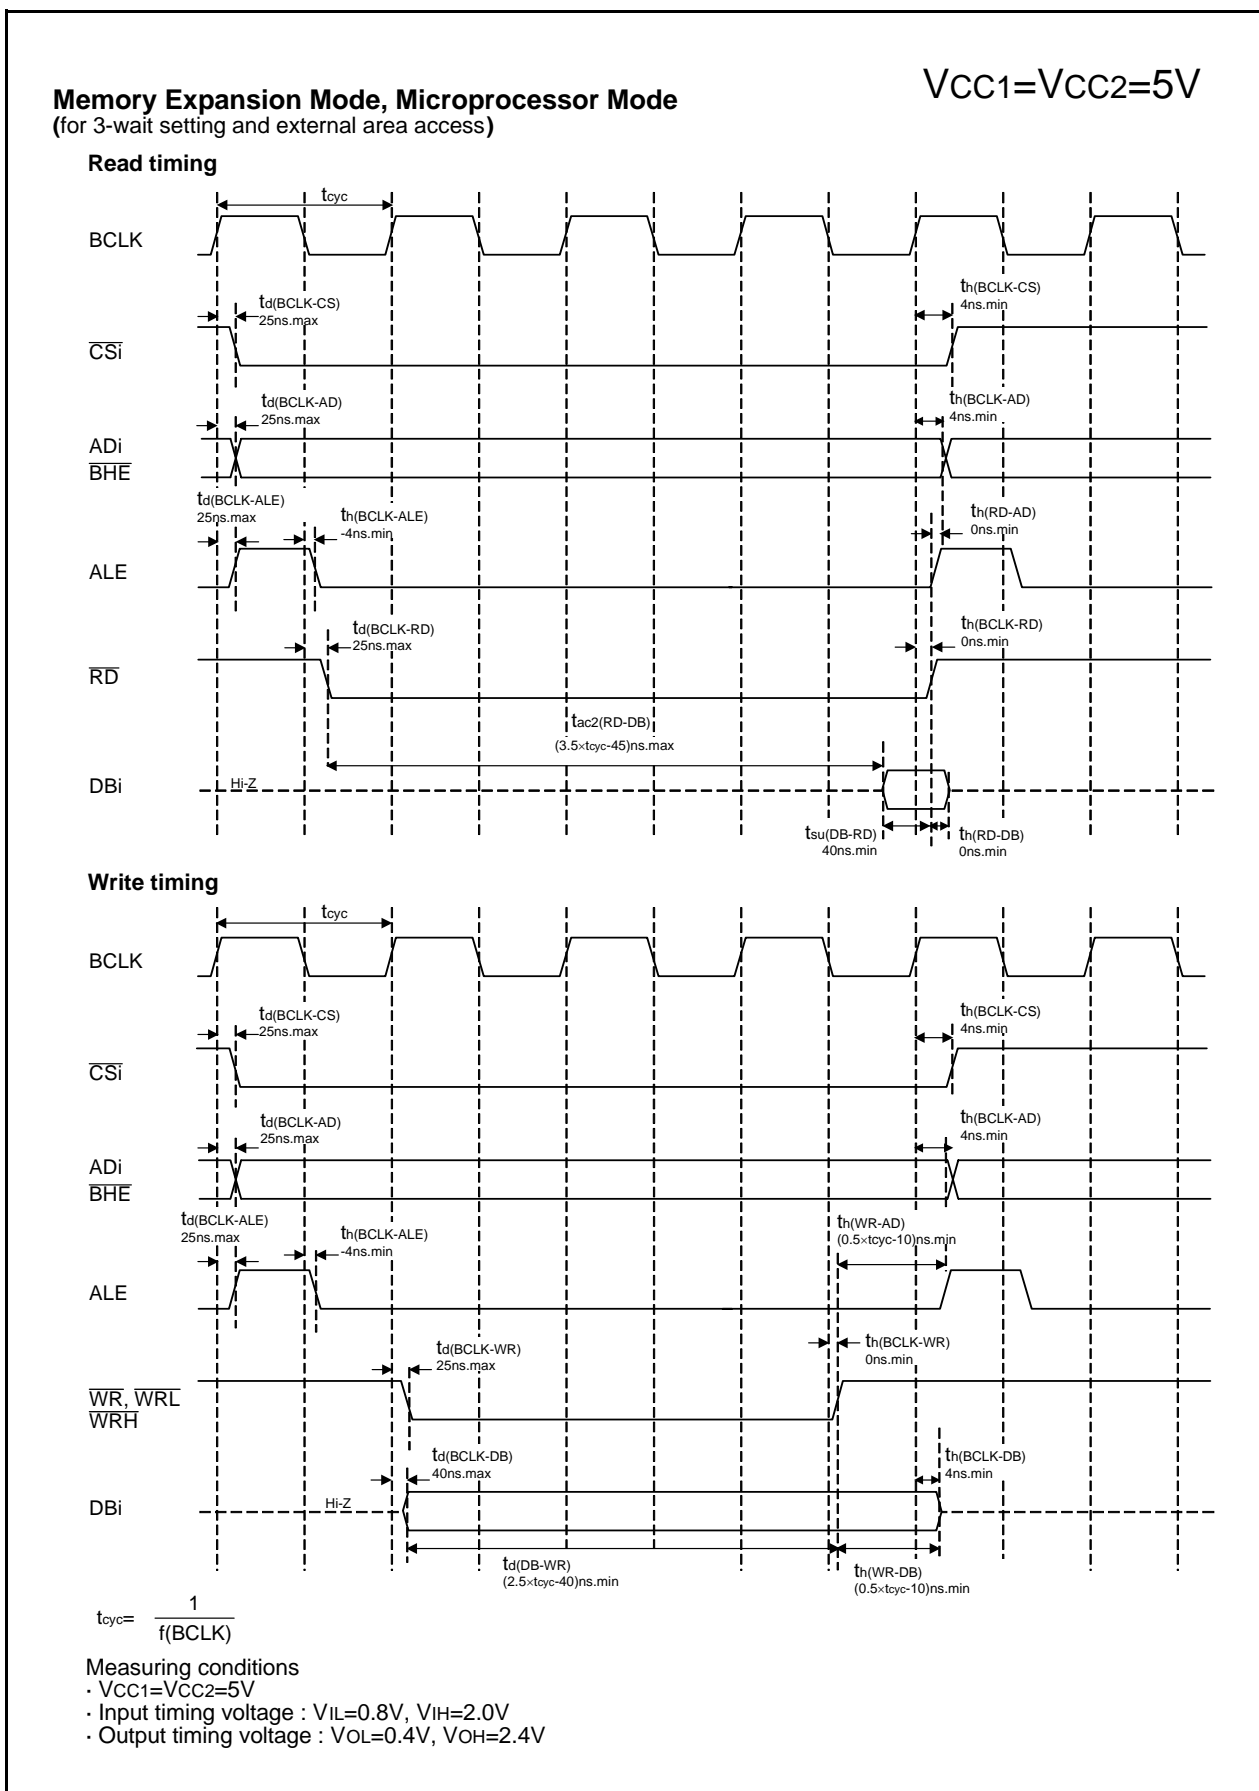 VCC1=VCC2=5V
Memory Expansion Mode, Microprocessor Mode
(for 3-wait setting and external area access)
Read timing
tcyc
BCLK
td(BCLK-CS)
25ns.max
th(BCLK-CS)
4ns.min
CSi
td(BCLK-AD)
25ns.max
th(BCLK-AD)
4ns.min
ADi
BHE
td(BCLK-ALE)
25ns.max
th(BCLK-ALE)
-4ns.min
th(RD-AD)
0ns.min
ALE
td(BCLK-RD)
25ns.max
th(BCLK-RD)
0ns.min
RD
tac2(RD-DB)
(3.5×tcyc-45)ns.max
DBi
Hi-Z
tsu(DB-RD)
40ns.min
th(RD-DB)
0ns.min
Write timing
tcyc
BCLK
td(BCLK-CS)
25ns.max
th(BCLK-CS)
4ns.min
CSi
td(BCLK-AD)
25ns.max
th(BCLK-AD)
4ns.min
ADi
BHE
td(BCLK-ALE)
25ns.max
th(BCLK-ALE)
-4ns.min
th(WR-AD)
(0.5×tcyc-10)ns.min
ALE
td(BCLK-WR)
25ns.max
th(BCLK-WR)
0ns.min
WR, WRL
WRH
td(BCLK-DB)
40ns.max
th(BCLK-DB)
4ns.min
DBi
Hi-Z
td(DB-WR)
(2.5×tcyc-40)ns.min
th(WR-DB)
(0.5×tcyc-10)ns.min
tcyc= 1
f(BCLK)
Measuring conditions
· VCC1=VCC2=5V
· Input timing voltage : VIL=0.8V, VIH=2.0V
· Output timing voltage : VOL=0.4V, VOH=2.4V